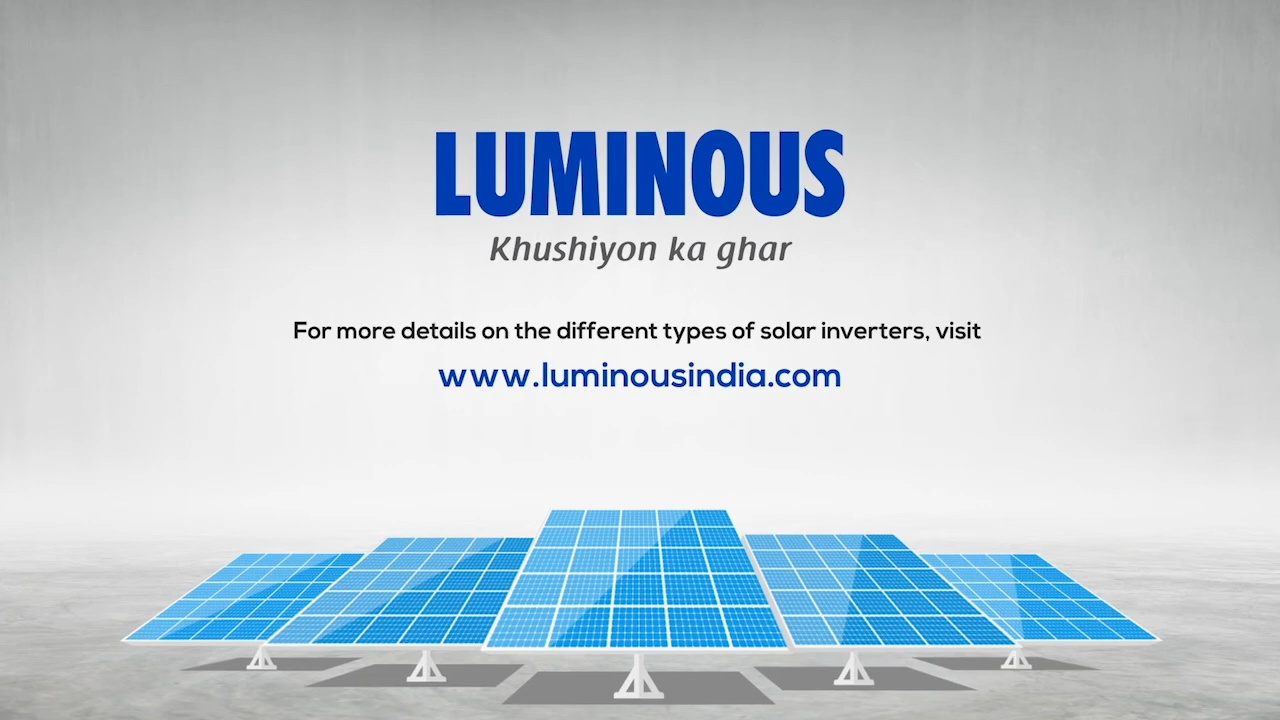 LUMINOUS
Khushiyon ka ghar
For more details on the different types of solar inverters, visit
www.luminousindia.com